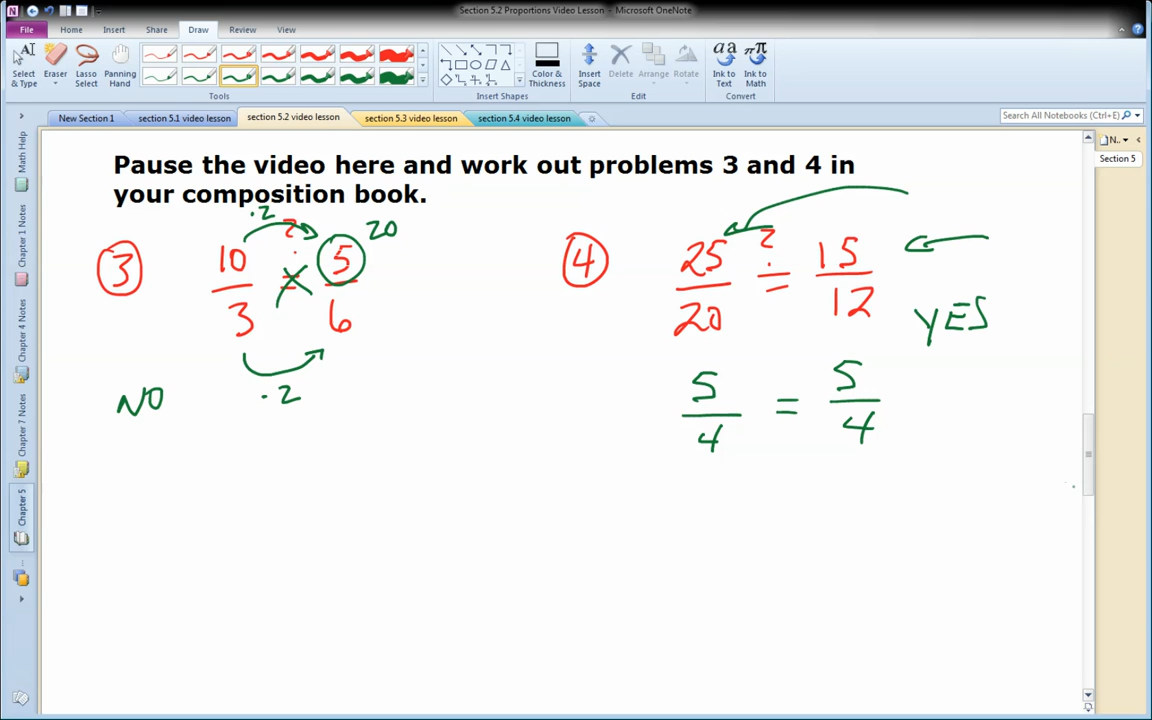 Section 5.2 Proportions Video Lesson - Microsoft OneNote
File Home Insert Share Draw Review View
Select & Type
Eraser
Lasso Select
Panning Hand
Color & Thickness
Insert Space
Delete
Arrange
Rotate
Ink to Text
Ink to Math
Tools
Insert Shapes
Edit
Convert
New Section 1
section 5.1 video lesson
section 5.2 video lesson
section 5.3 video lesson
section 5.4 video lesson
Search All Notebooks (Ctrl+E)
N..
Section 5
Math Help
Chapter 1 Notes
Chapter 4 Notes
Chapter 7 Notes
Chapter 5
Pause the video here and work out problems 3 and 4 in
your composition book.
·2
20
3 10/3 ≟ 5/6
·2
NO
4 25/20 ≟ 15/12
YES
5/4 = 5/4